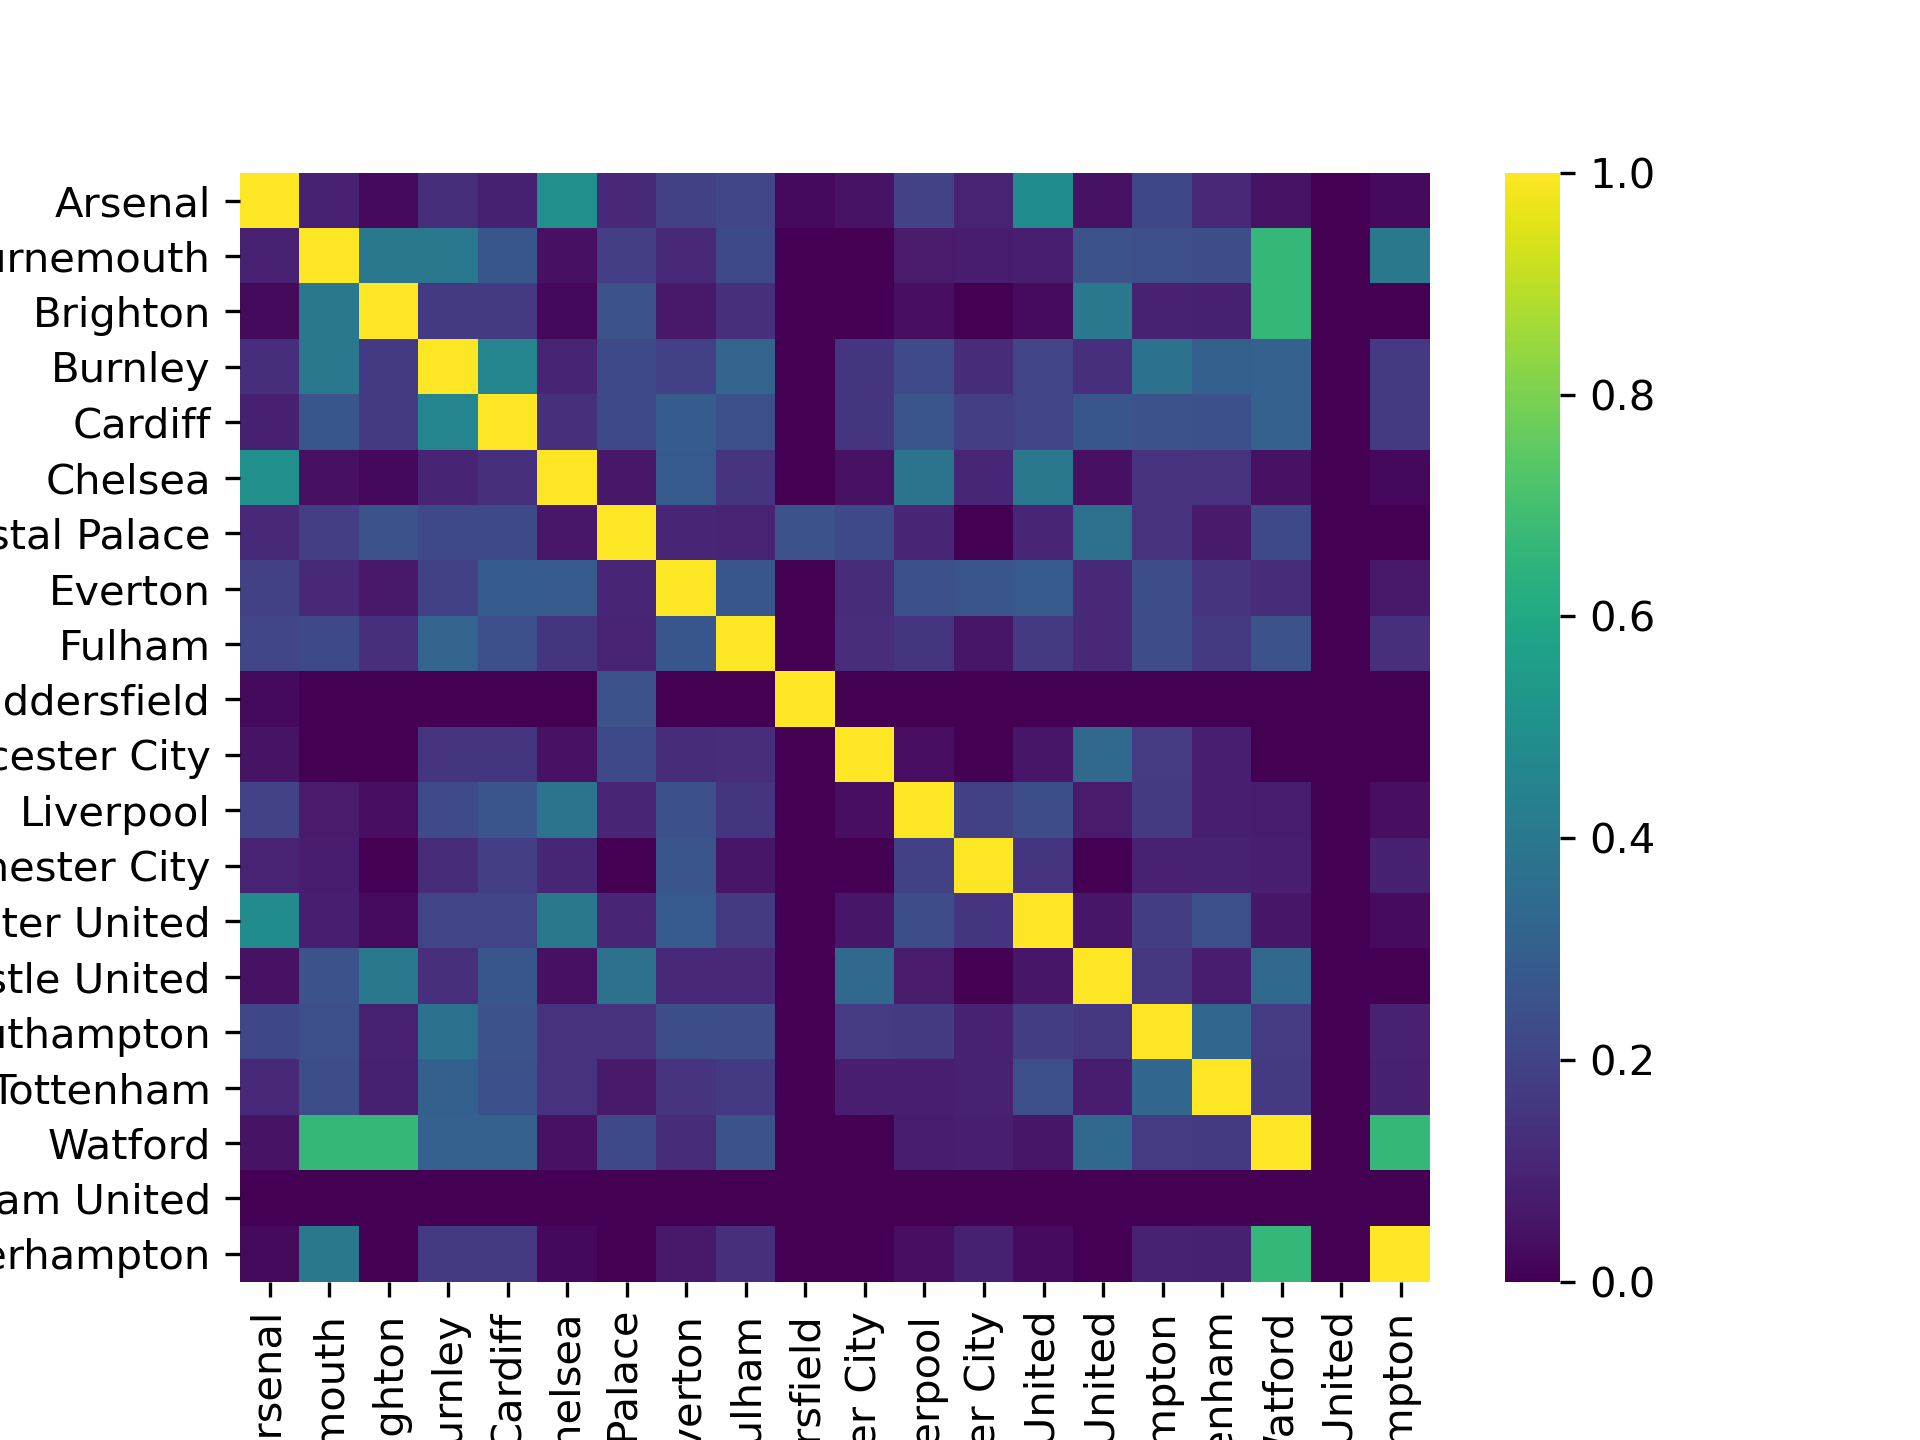 Arsenal
urnemouth
Brighton
Burnley
Cardiff
Chelsea
stal Palace
Everton
Fulham
ddersfield
cester City
Liverpool
hester City
ter United
stle United
uthampton
Tottenham
Watford
am United
erhampton
rsenal
mouth
ghton
urnley
Cardiff
helsea
Palace
verton
ulham
rsfield
er City
erpool
er City
United
United
mpton
enham
atford
United
mpton
1.0
0.8
0.6
0.4
0.2
0.0